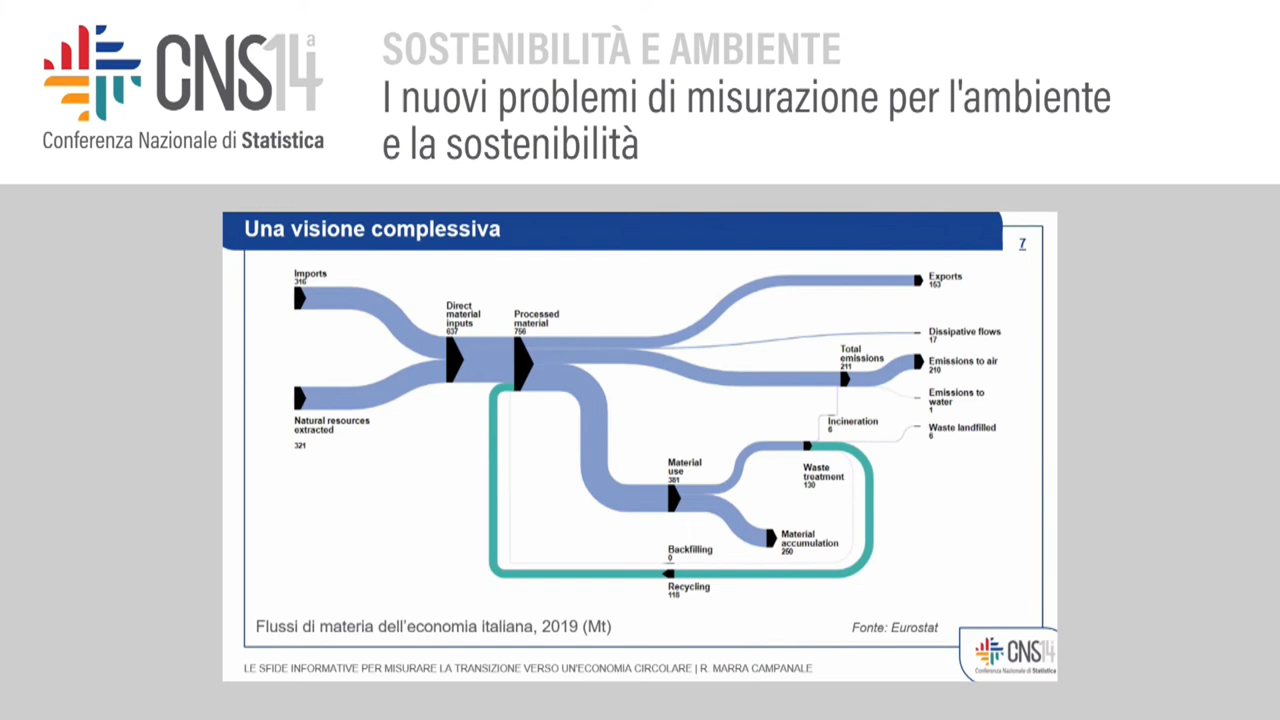 CNS14ª
Conferenza Nazionale di Statistica
SOSTENIBILITÀ E AMBIENTE
I nuovi problemi di misurazione per l'ambiente
e la sostenibilità
Una visione complessiva
7
Imports
316
Natural resources
extracted
321
Direct
material
inputs
637
Processed
material
756
Exports
153
Dissipative flows
17
Total
emissions
211
Emissions to air
210
Emissions to
water
1
Incineration
6
Waste landfilled
6
Material
use
381
Waste
treatment
130
Material
accumulation
250
Backfilling
0
Recycling
118
Flussi di materia dell'economia italiana, 2019 (Mt)
Fonte: Eurostat
LE SFIDE INFORMATIVE PER MISURARE LA TRANSIZIONE VERSO UN'ECONOMIA CIRCOLARE | R. MARRA CAMPANALE
CNS14
Conferenza Nazionale di Statistica